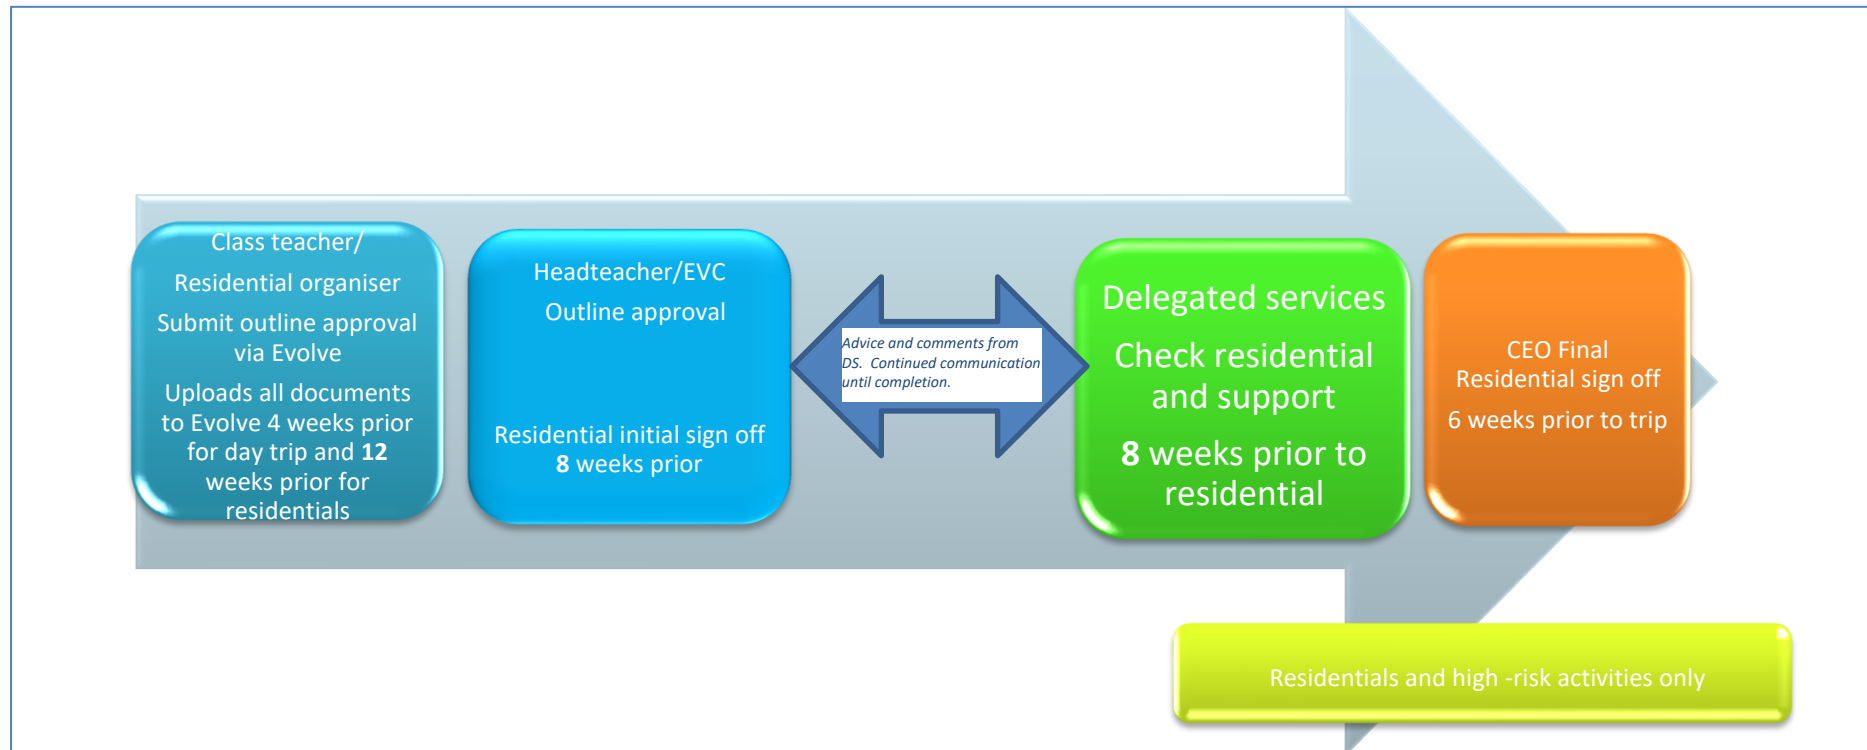 Class teacher/
Residential organiser
Submit outline approval
via Evolve
Uploads all documents
to Evolve 4 weeks prior
for day trip and 12
weeks prior for
residentials
Headteacher/EVC
Outline approval
Residential initial sign off
8 weeks prior
Advice and comments from
DS.  Continued communication
until completion.
Delegated services
Check residential
and support
8 weeks prior to
residential
CEO Final
Residential sign off
6 weeks prior to trip
Residentials and high -risk activities only